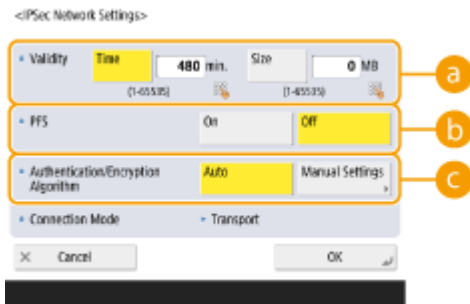 <IPSec Network Settings>
Validity Time 480 min. Size 0 MB
(1-65535) (1-65535)
a
PFS On Off
b
Authentication/Encryption Algorithm Auto Manual Settings
c
Connection Mode Transport
× Cancel OK